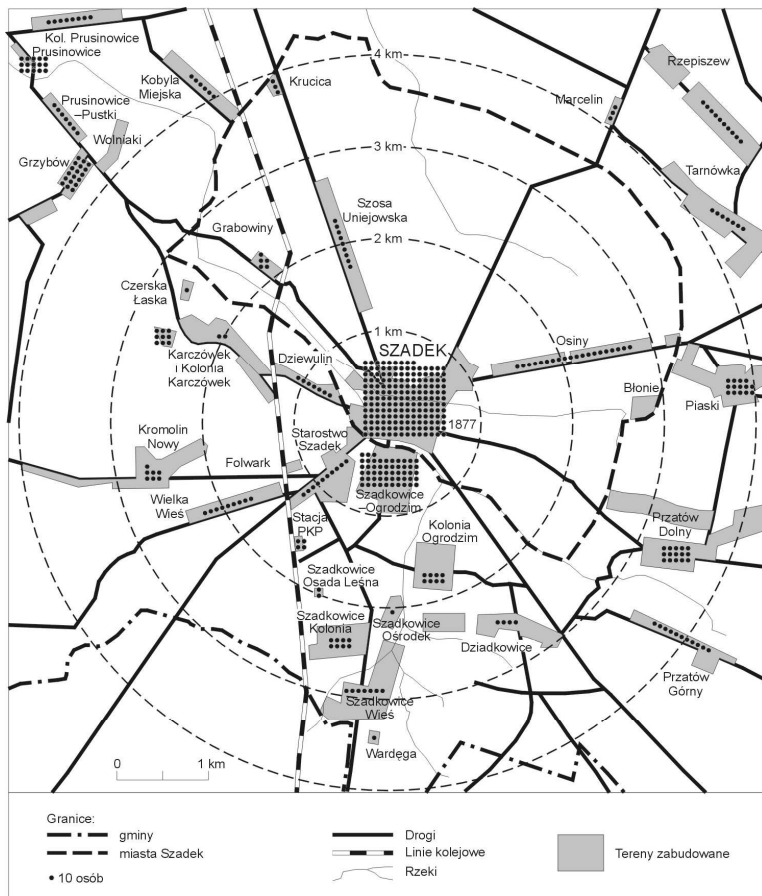 Kol. Prusinowice
Prusinowice
Kobyla
Miejska
Krucica
4 km
Rzepiszew
Marcelin
Prusinowice
–Pustki
Wolniaki
Grzybów
3 km
Tarnówka
Szosa
Uniejowska
Grabowiny
2 km
Czerska
Łaska
1 km
SZADEK
Osiny
Karczówek
i Kolonia
Karczówek
Dziewulin
Błonie
Piaski
1877
Kromolin
Nowy
Starostwo
Szadek
Folwark
Wielka
Wieś
Szadkowice
–Ogrodzim
Stacja
PKP
Kolonia
Ogrodzim
Przatów
Dolny
Szadkowice
Osada Leśna
Szadkowice
Kolonia
Szadkowice
Ośrodek
Dziadkowice
Przatów
Górny
Szadkowice
Wieś
Wardęga
0 1 km
Granice:
gminy
miasta Szadek
10 osób
Drogi
Linie kolejowe
Rzeki
Tereny zabudowane